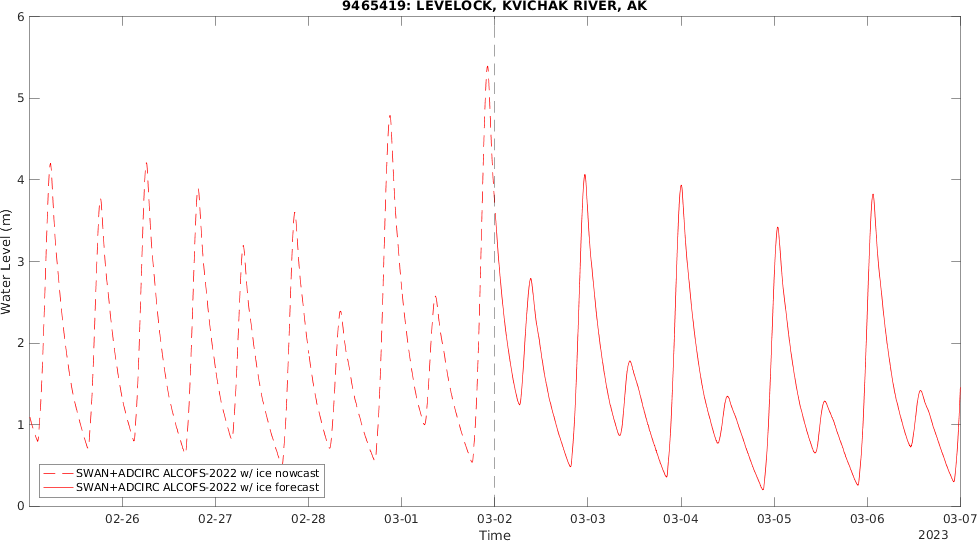 9465419: LEVELOCK, KVICHAK RIVER, AK
6
5
4
3
2
1
0
Water Level (m)
SWAN+ADCIRC ALCOFS-2022 w/ ice nowcast
SWAN+ADCIRC ALCOFS-2022 w/ ice forecast
02-26 02-27 02-28 03-01 03-02 03-03 03-04 03-05 03-06 03-07
Time
2023